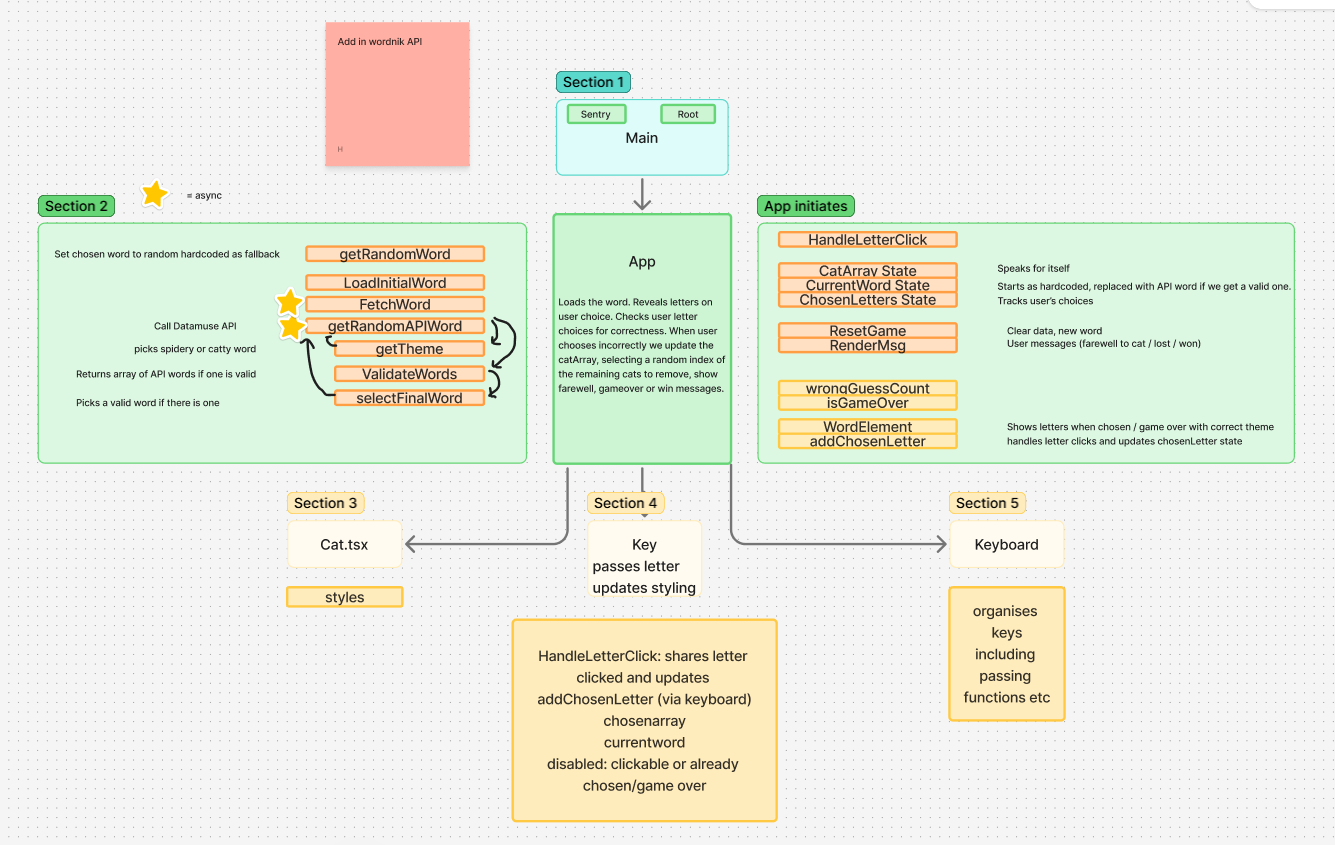 Add in wordnik API
H
Section 1
Sentry
Root
Main
= async
Section 2
Set chosen word to random hardcoded as fallback
getRandomWord
LoadInitialWord
FetchWord
Call Datamuse API
getRandomAPIWord
picks spidery or catty word
getTheme
Returns array of API words if one is valid
ValidateWords
Picks a valid word if there is one
selectFinalWord
App
Loads the word. Reveals letters on
user choice. Checks user letter
choices for correctness. When user
chooses incorrectly we update the
catArray, selecting a random index of
the remaining cats to remove, show
farewell, gameover or win messages.
App initiates
HandleLetterClick
CatArray State
Speaks for itself
CurrentWord State
Starts as hardcoded, replaced with API word if we get a valid one.
ChosenLetters State
Tracks user's choices
ResetGame
Clear data, new word
RenderMsg
User messages (farewell to cat / lost / won)
wrongGuessCount
isGameOver
WordElement
Shows letters when chosen / game over with correct theme
addChosenLetter
handles letter clicks and updates chosenLetter state
Section 3
Cat.tsx
styles
Section 4
Key
passes letter
updates styling
HandleLetterClick: shares letter
clicked and updates
addChosenLetter (via keyboard)
chosenarray
currentword
disabled: clickable or already
chosen/game over
Section 5
Keyboard
organises
keys
including
passing
functions etc